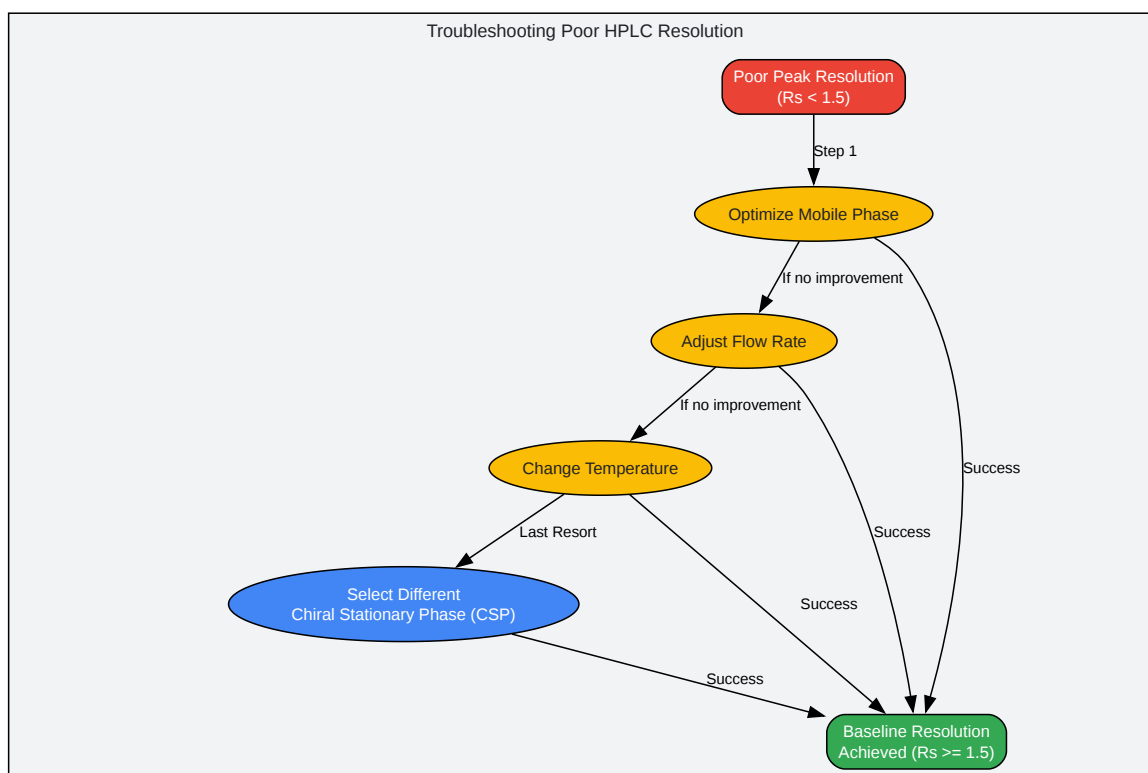 Troubleshooting Poor HPLC Resolution
Poor Peak Resolution
(Rs < 1.5)
Step 1
Optimize Mobile Phase
If no improvement
Adjust Flow Rate
If no improvement
Change Temperature
Success
Last Resort
Success
Select Different
Chiral Stationary Phase (CSP)
Success
Success
Baseline Resolution
Achieved (Rs >= 1.5)